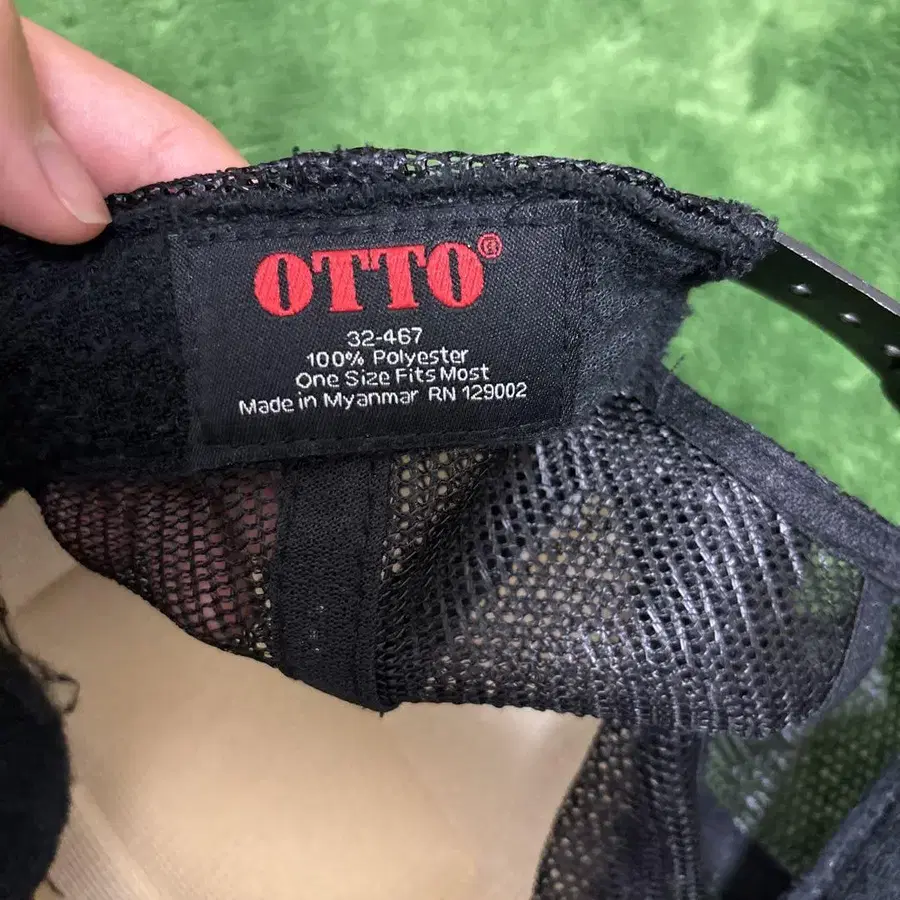 OTTO®
32-467
100% Polyester
One Size Fits Most
Made in Myanmar RN 129002